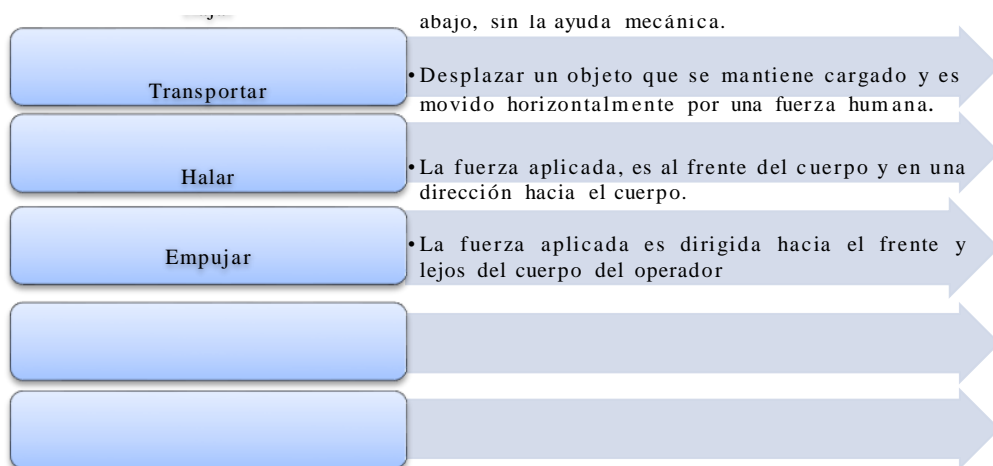 abajo, sin la ayuda mecánica.
Transportar
• Desplazar un objeto que se mantiene cargado y es
movido horizontalmente por una fuerza humana.
Halar
• La fuerza aplicada, es al frente del cuerpo y en una
dirección hacia el cuerpo.
Empujar
• La fuerza aplicada es dirigida hacia el frente y
lejos del cuerpo del operador